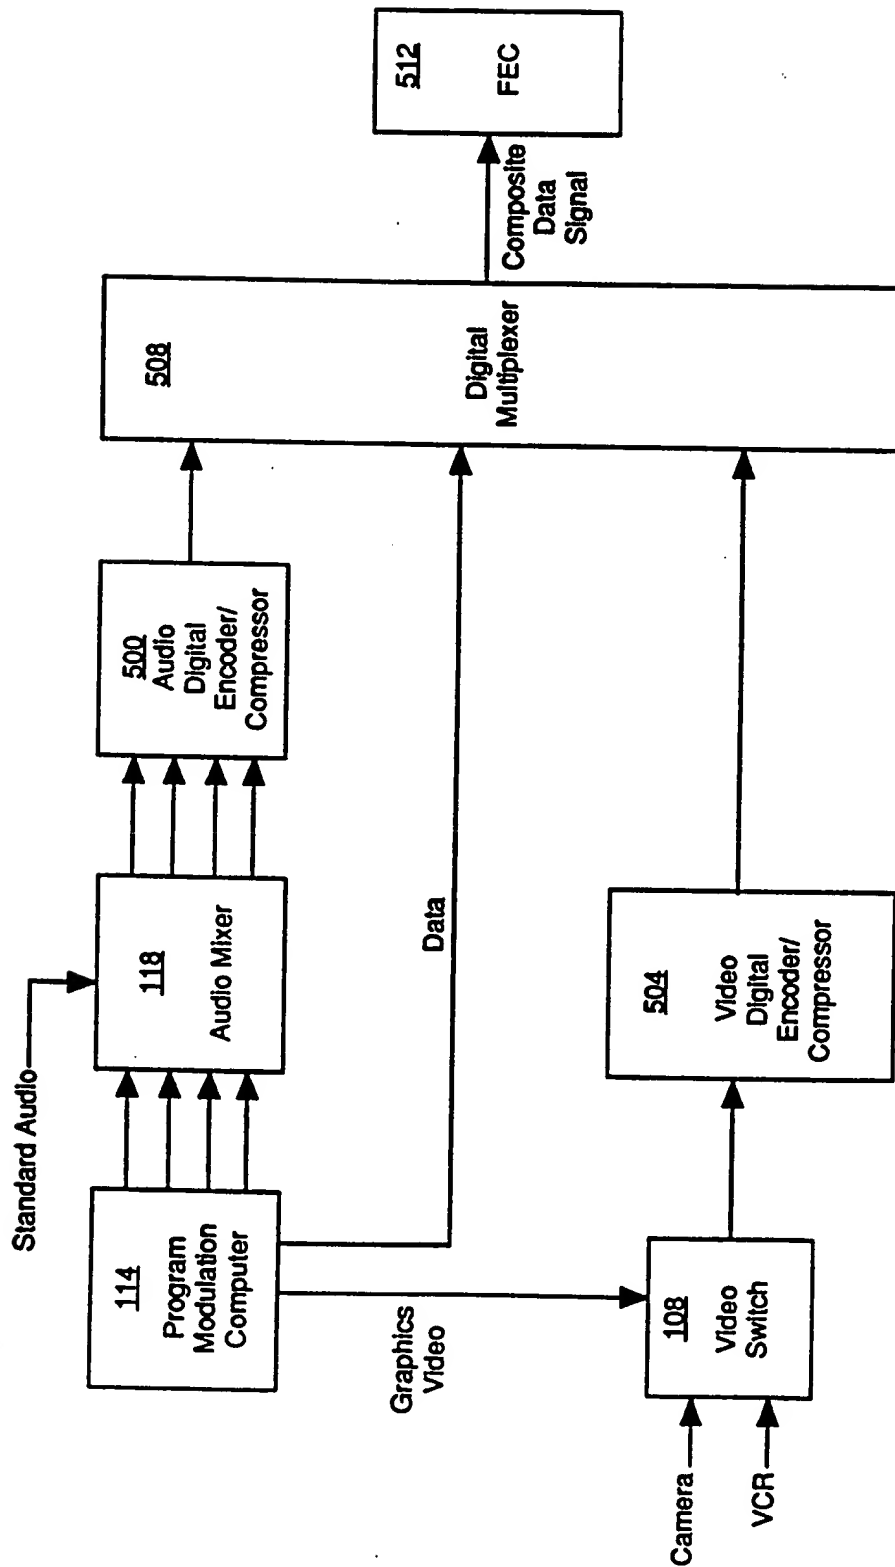 Standard Audio
114
Program
Modulation
Computer
118
Audio Mixer
500
Audio
Digital
Encoder/
Compressor
508
Digital
Multiplexer
Composite
Data
Signal
512
FEC
Data
Graphics
Video
Camera
VCR
108
Video
Switch
504
Video
Digital
Encoder/
Compressor